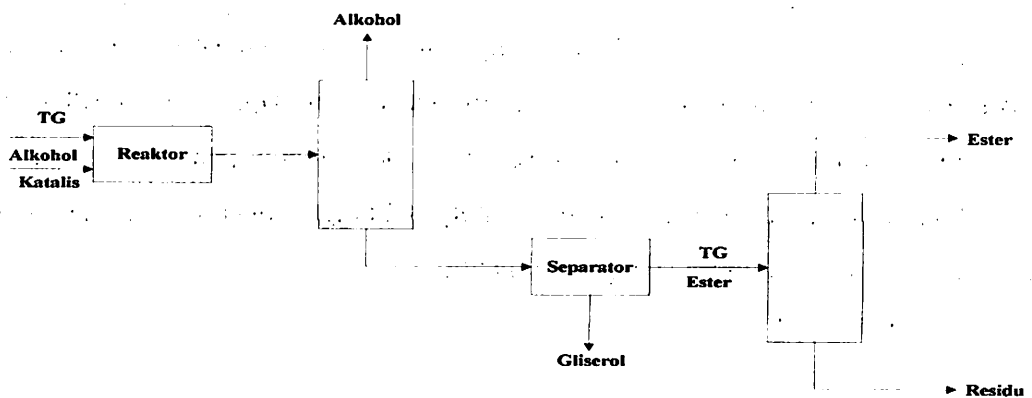 Alkohol
TG
Alkohol
Katalis
Reaktor
Ester
Separator
TG
Ester
Gliserol
Residu